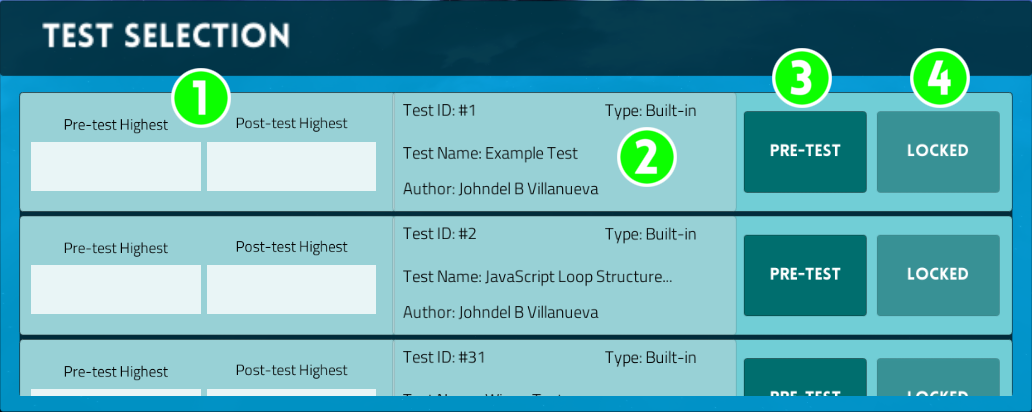 TEST SELECTION
1
3
4
Pre-test Highest Post-test Highest
Test ID: #1 Type: Built-in
2
Test Name: Example Test
Author: Johndel B Villanueva
PRE-TEST LOCKED
Pre-test Highest Post-test Highest
Test ID: #2 Type: Built-in
Test Name: JavaScript Loop Structure...
Author: Johndel B Villanueva
PRE-TEST LOCKED
Pre-test Highest Post-test Highest
Test ID: #31 Type: Built-in
PRE-TEST LOCKED